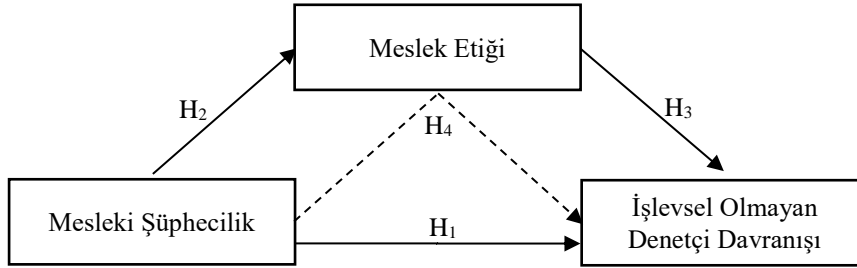 Meslek Etiği
H2
H3
H4
Mesleki Şüphecilik
H1
İşlevsel Olmayan
Denetçi Davranışı